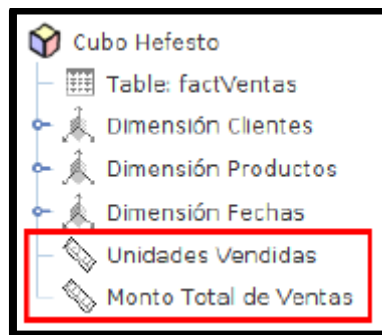 Cubo Hefesto
Table: factVentas
Dimensión Clientes
Dimensión Productos
Dimensión Fechas
Unidades Vendidas
Monto Total de Ventas